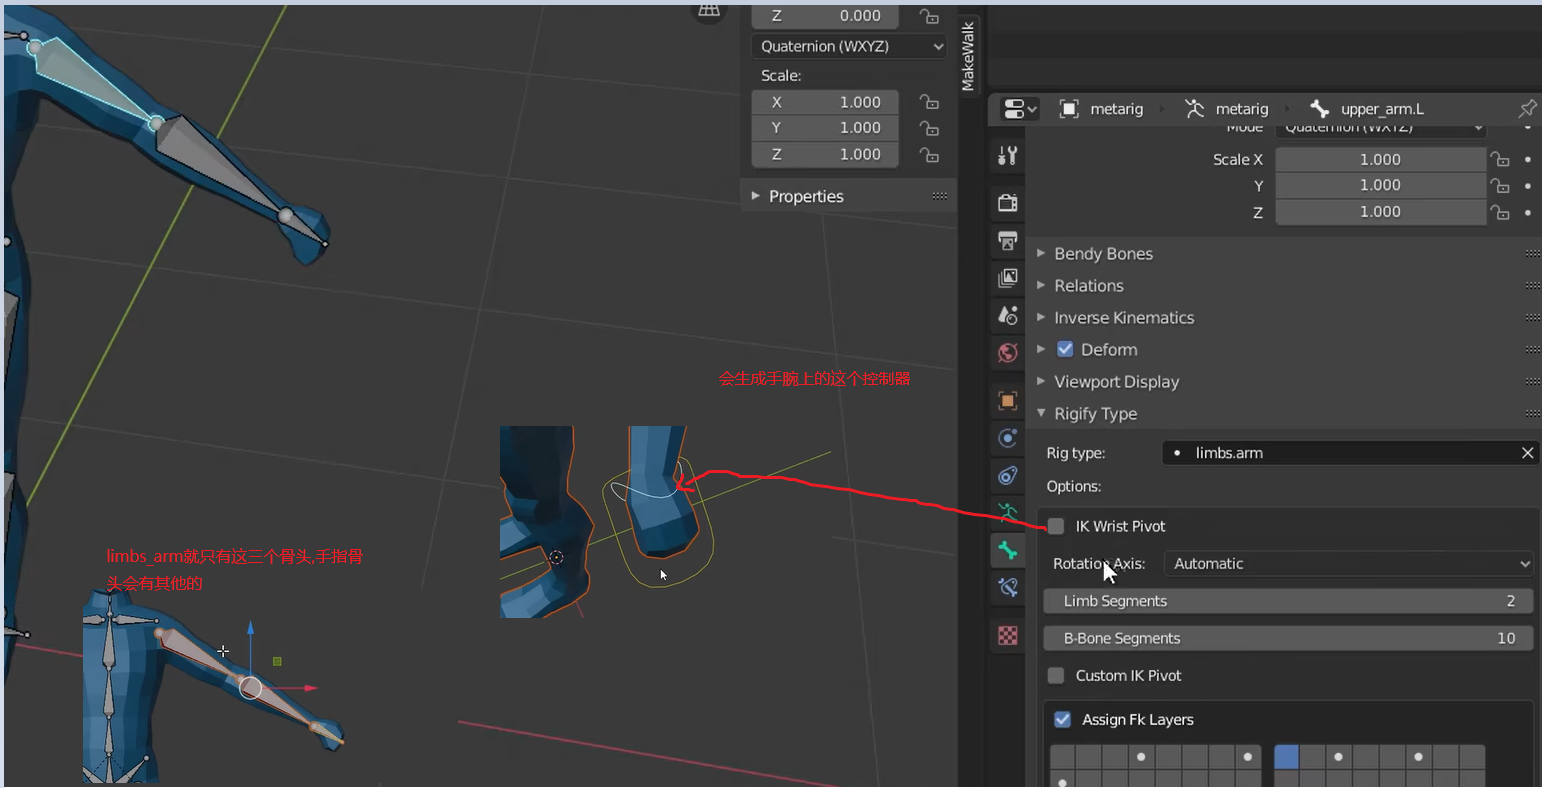 Z 0.000
Quaternion (WXYZ)
Scale:
X 1.000
Y 1.000
Z 1.000
Properties
MakeWalk
metarig
metarig
upper_arm.L
Mode Quaternion (WXYZ)
Scale X 1.000
Y 1.000
Z 1.000
Bendy Bones
Relations
Inverse Kinematics
Deform
Viewport Display
Rigify Type
Rig type: limbs.arm
Options:
IK Wrist Pivot
Rotation Axis: Automatic
Limb Segments 2
B-Bone Segments 10
Custom IK Pivot
Assign Fk Layers
会生成手腕上的这个控制器
limbs_arm就只有这三个骨头,手指骨
头会有其他的